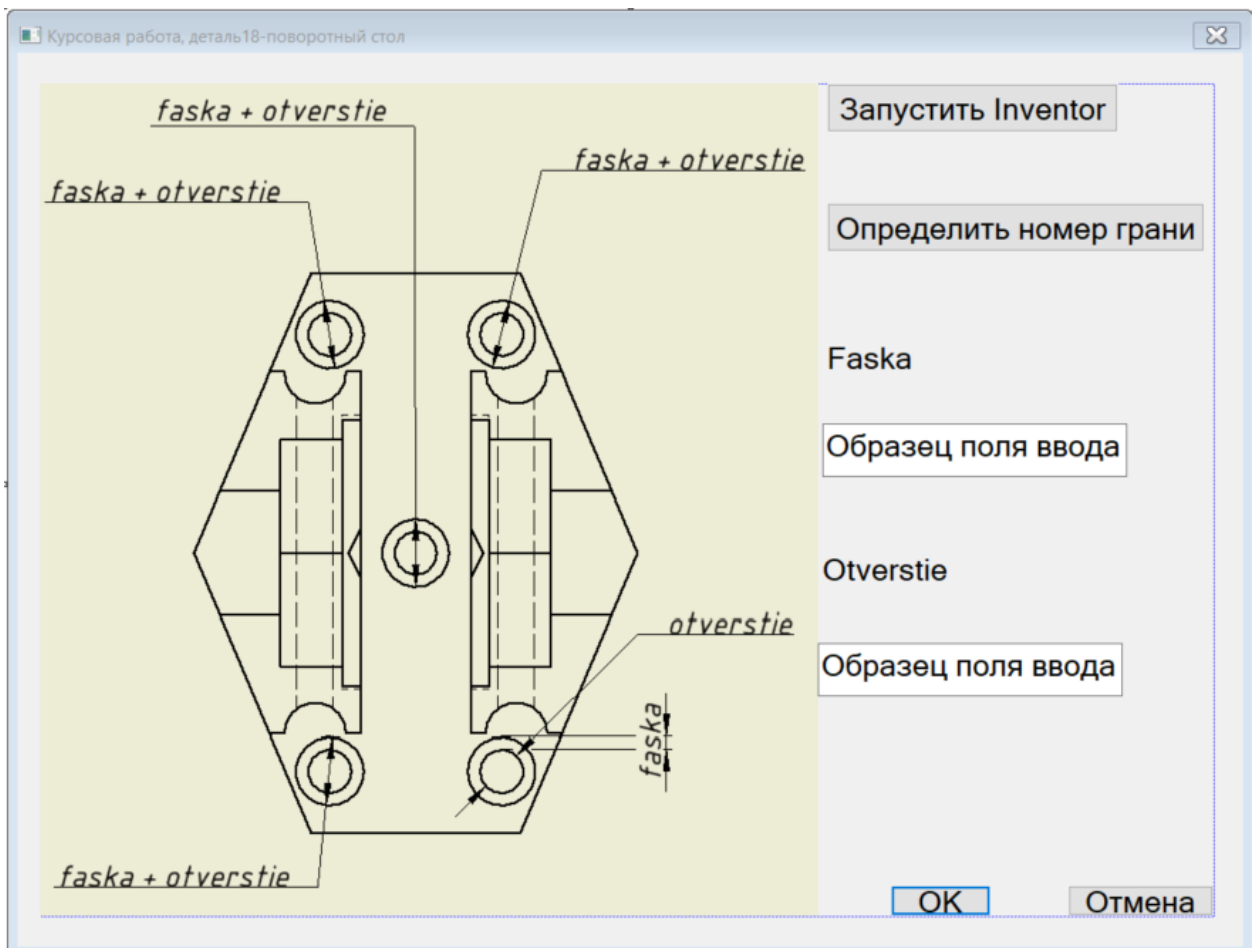 Курсовая работа, деталь18-поворотный стол
faska + otverstie
faska + otverstie
faska + otverstie
otverstie
faska
faska + otverstie
Запустить Inventor
Определить номер грани
Faska
Образец поля ввода
Otverstie
Образец поля ввода
OK
Отмена